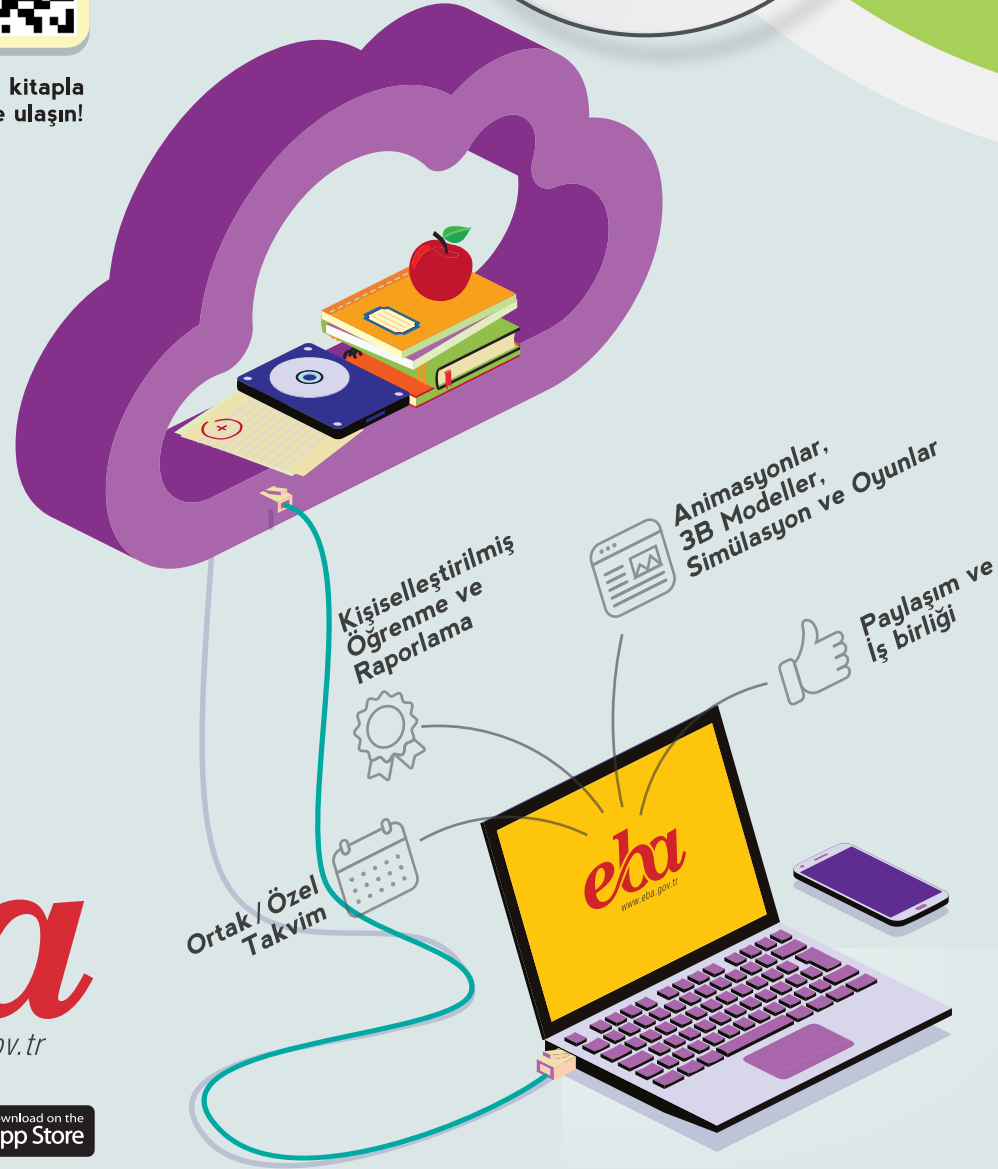 kitapla
e ulaşın!
Animasyonlar,
3B Modeller,
Simülasyon ve Oyunlar
Kişiselleştirilmiş
Öğrenme ve
Raporlama
Paylaşım ve
İş birliği
eba
www.eba.gov.tr
Ortak / Özel
Takvim
a
ov.tr
wnload on the
pp Store